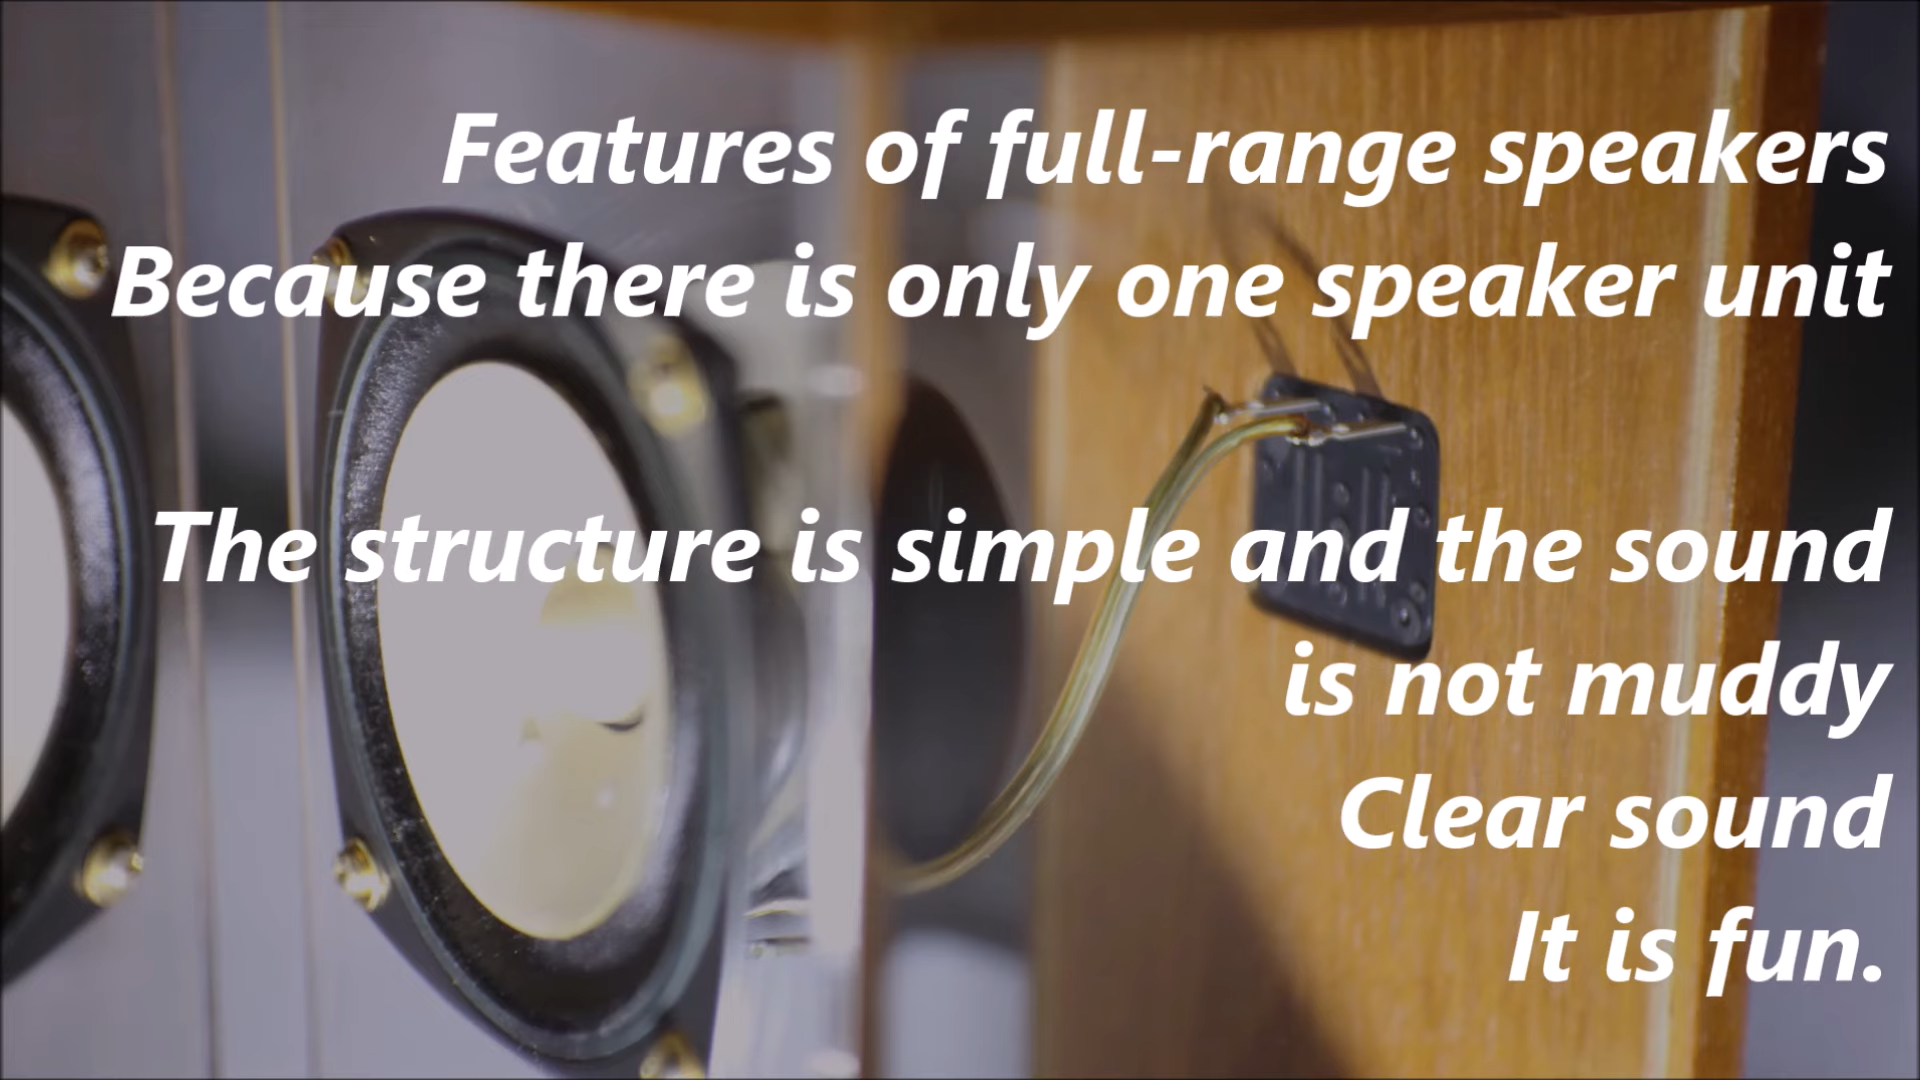 Features of full-range speakers
Because there is only one speaker unit
The structure is simple and the sound
is not muddy
Clear sound
It is fun.